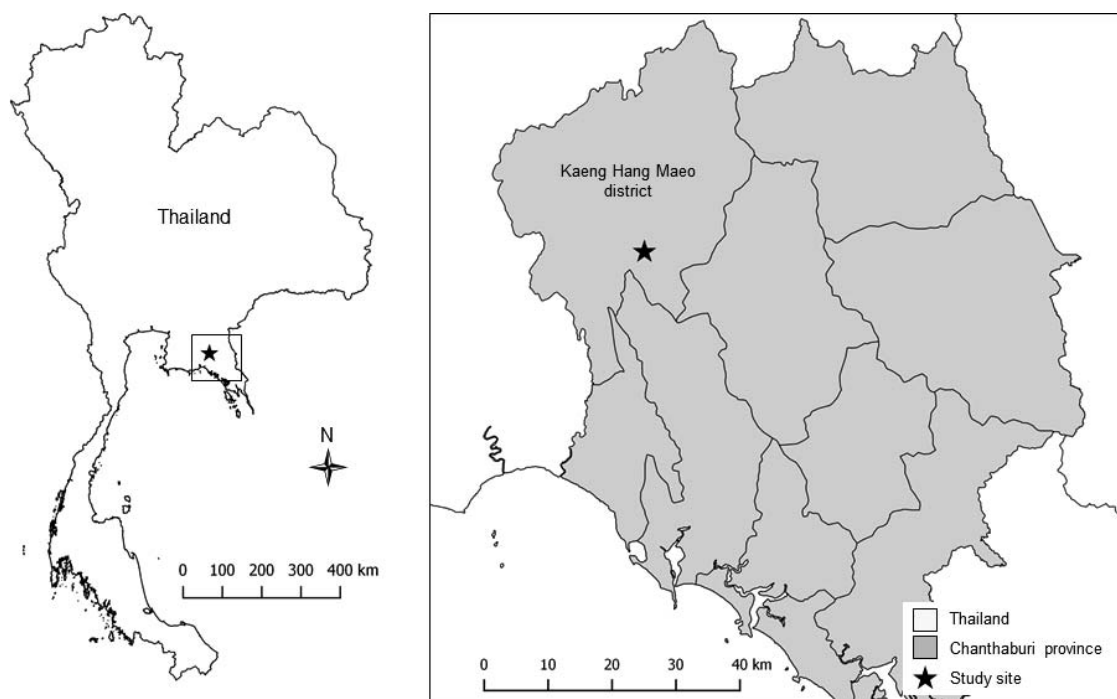 Thailand
N
0 100 200 300 400 km
Kaeng Hang Maeo
district
0 10 20 30 40 km
Thailand
Chanthaburi province
Study site